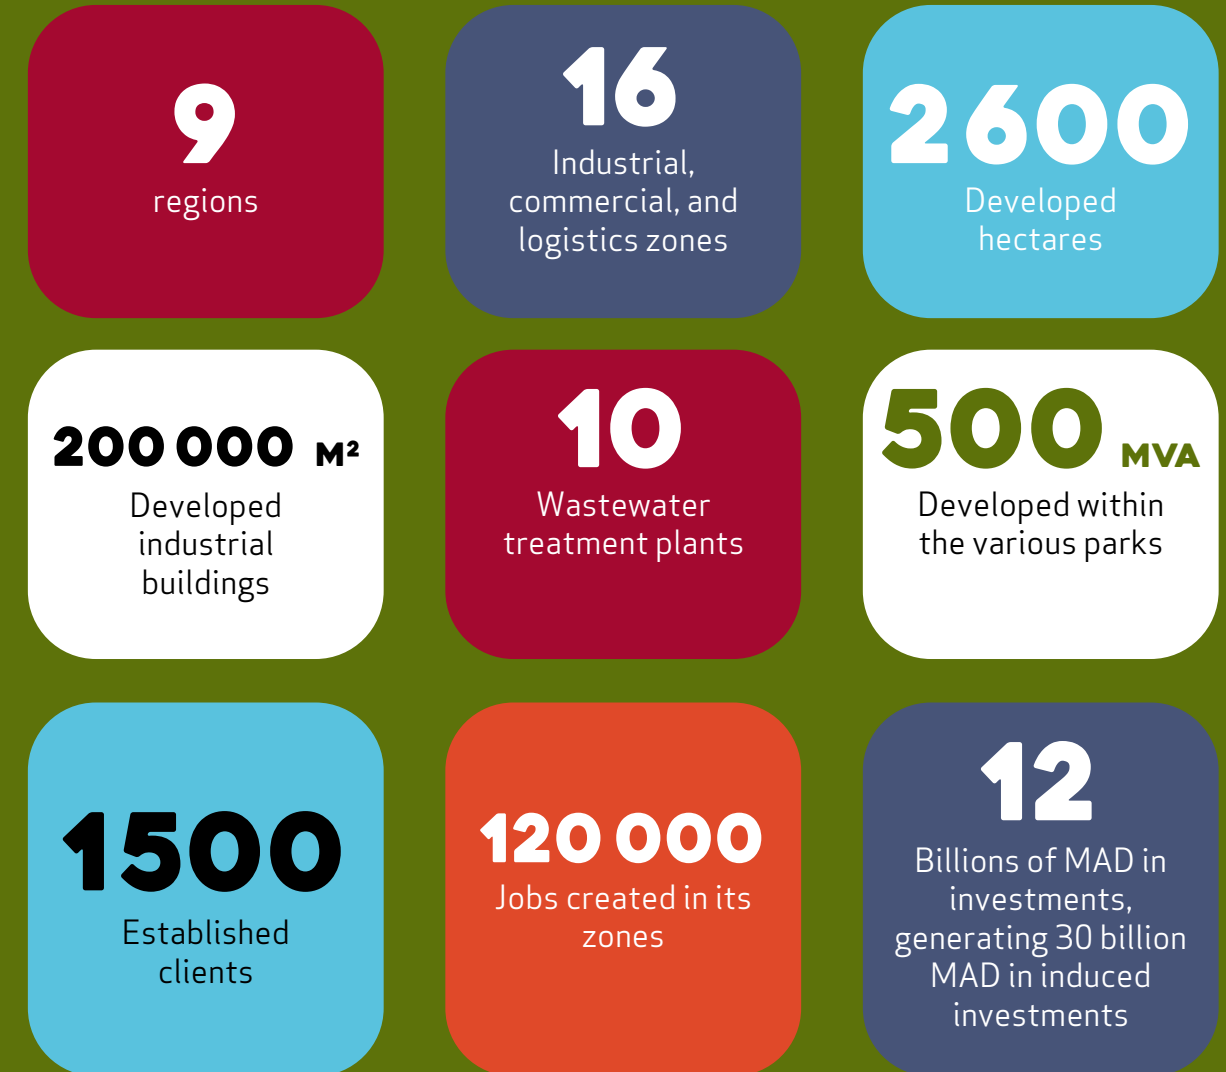 9
regions
16
Industrial,
commercial, and
logistics zones
2 600
Developed
hectares
200 000 M²
Developed
industrial
buildings
10
Wastewater
treatment plants
500 MVA
Developed within
the various parks
1500
Established
clients
120 000
Jobs created in its
zones
12
Billions of MAD in
investments,
generating 30 billion
MAD in induced
investments